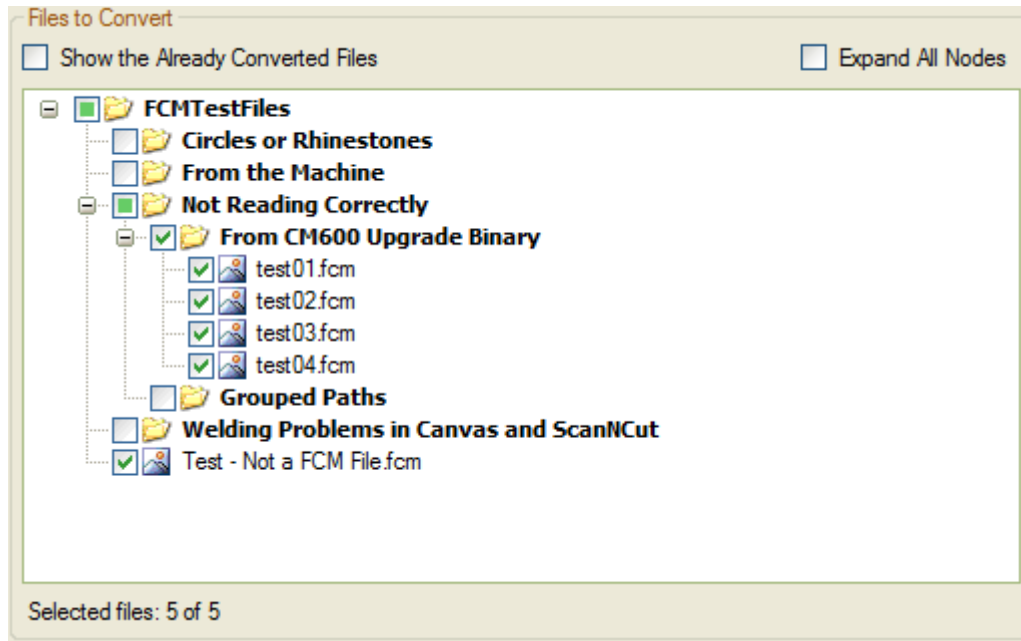 Files to Convert
Show the Already Converted Files Expand All Nodes
FCMTestFiles
Circles or Rhinestones
From the Machine
Not Reading Correctly
From CM600 Upgrade Binary
test01.fcm
test02.fcm
test03.fcm
test04.fcm
Grouped Paths
Welding Problems in Canvas and ScanNCut
Test - Not a FCM File.fcm
Selected files: 5 of 5